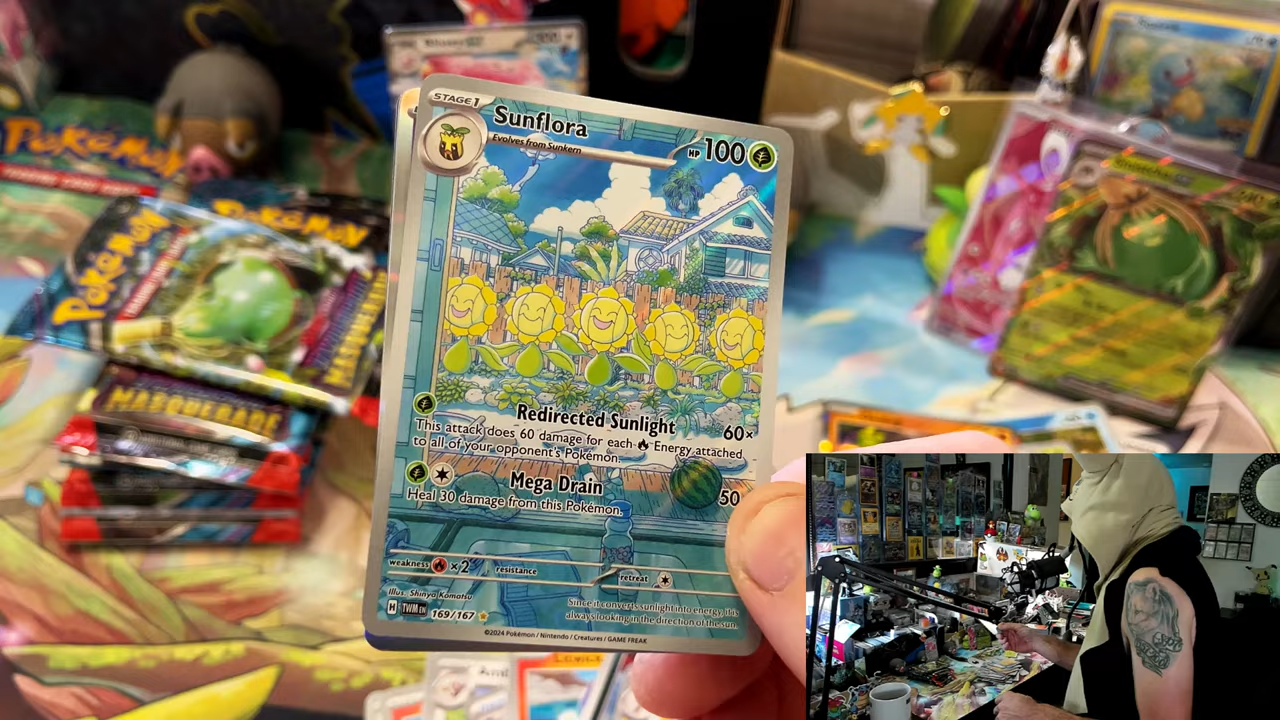 STAGE 1
Sunflora
Evolves from Sunkern
HP 100
Redirected Sunlight 60×
This attack does 60 damage for each Energy attached
to all of your opponent's Pokémon.
Mega Drain 50
Heal 30 damage from this Pokémon.
weakness ×2 resistance retreat
Illus. Shinya Komatsu
H TWM EN 169/167
Since it converts sunlight into energy, it is
always looking in the direction of the sun.
©2024 Pokémon / Nintendo / Creatures / GAME FREAK
POKÉMON
POKÉMON
POKÉMON
MASQUERADE